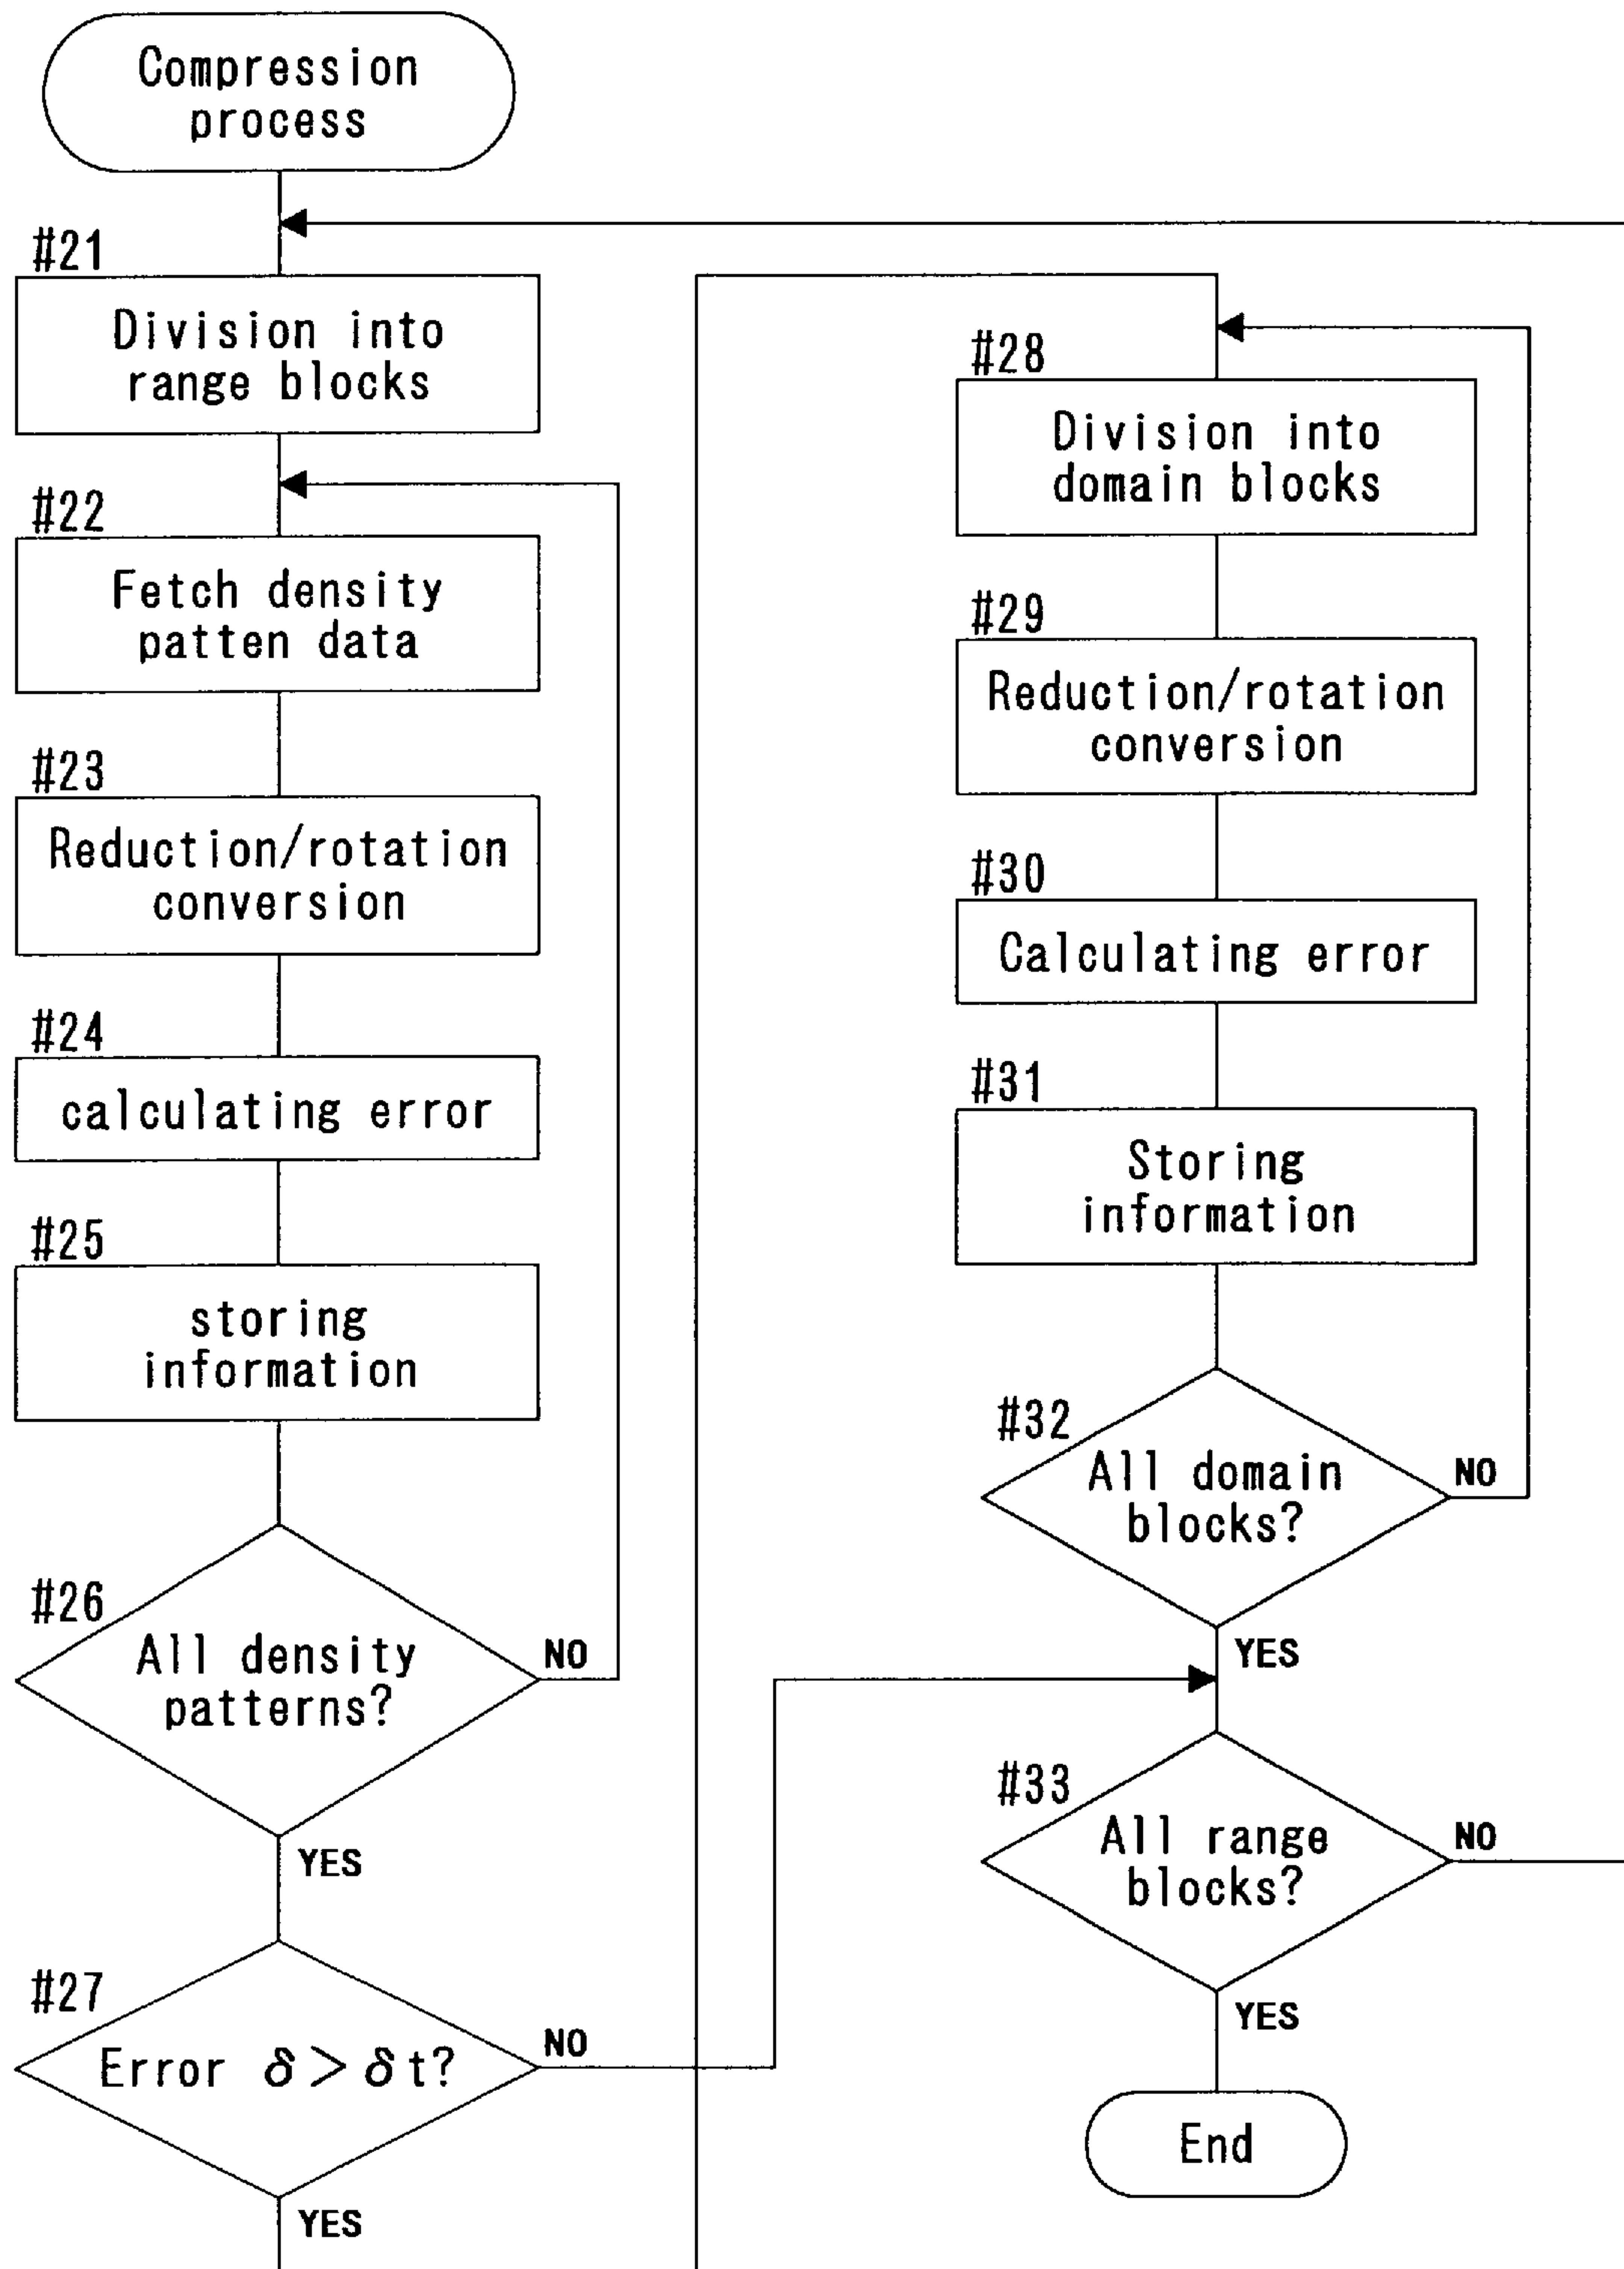 Compression
process
#21
Division into
range blocks
#22
Fetch density
patten data
#23
Reduction/rotation
conversion
#24
calculating error
#25
storing
information
#26
All density
patterns?
NO
YES
#27
Error δ > δ t?
NO
YES
#28
Division into
domain blocks
#29
Reduction/rotation
conversion
#30
Calculating error
#31
Storing
information
#32
All domain
blocks?
NO
YES
#33
All range
blocks?
NO
YES
End